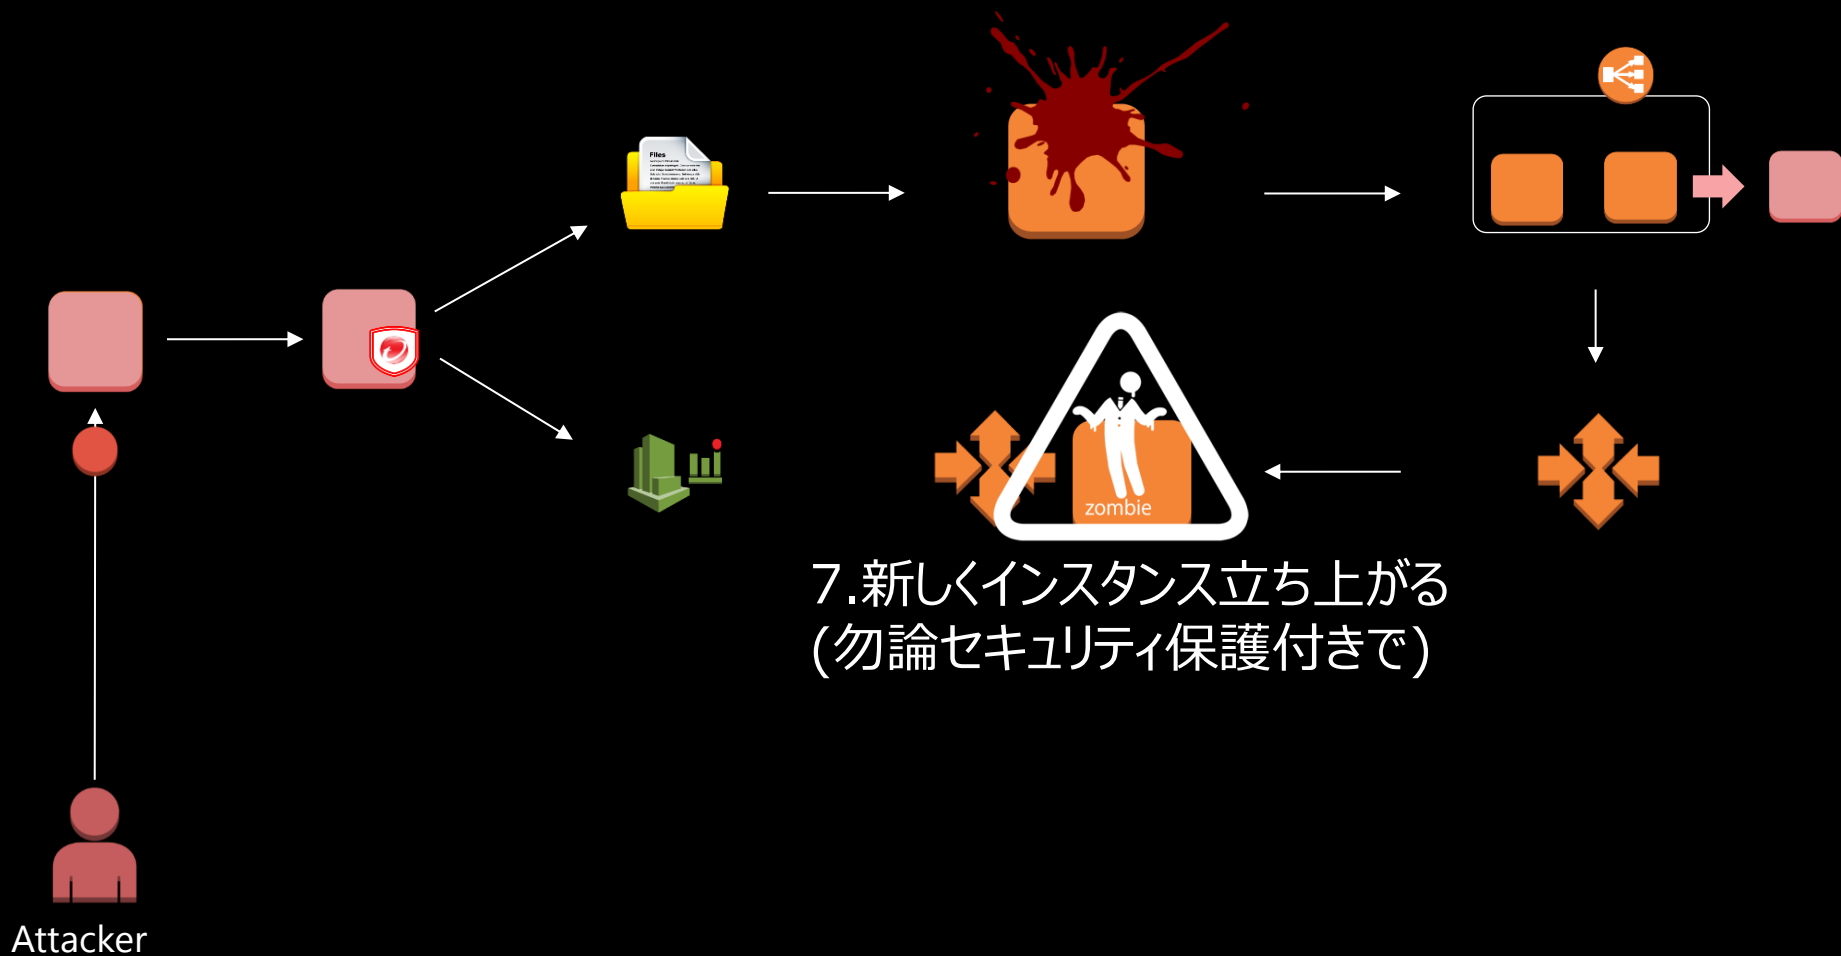 Files
zombie
7.新しくインスタンス立ち上がる
(勿論セキュリティ保護付きで)
Attacker